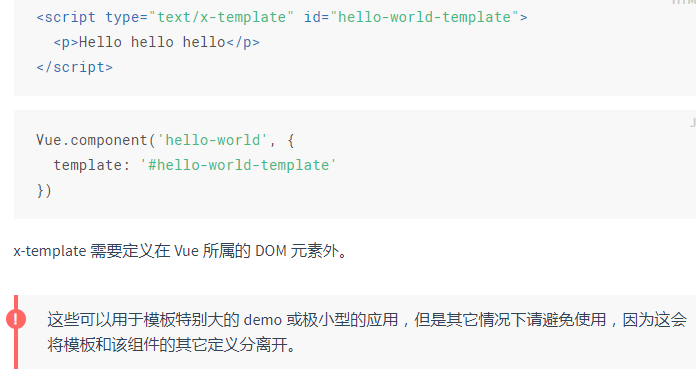 <script type="text/x-template" id="hello-world-template">
  <p>Hello hello hello</p>
</script>
Vue.component('hello-world', {
  template: '#hello-world-template'
})
x-template 需要定义在 Vue 所属的 DOM 元素外。
!
这些可以用于模板特别大的 demo 或极小型的应用，但是其它情况下请避免使用，因为这会
将模板和该组件的其它定义分离开。